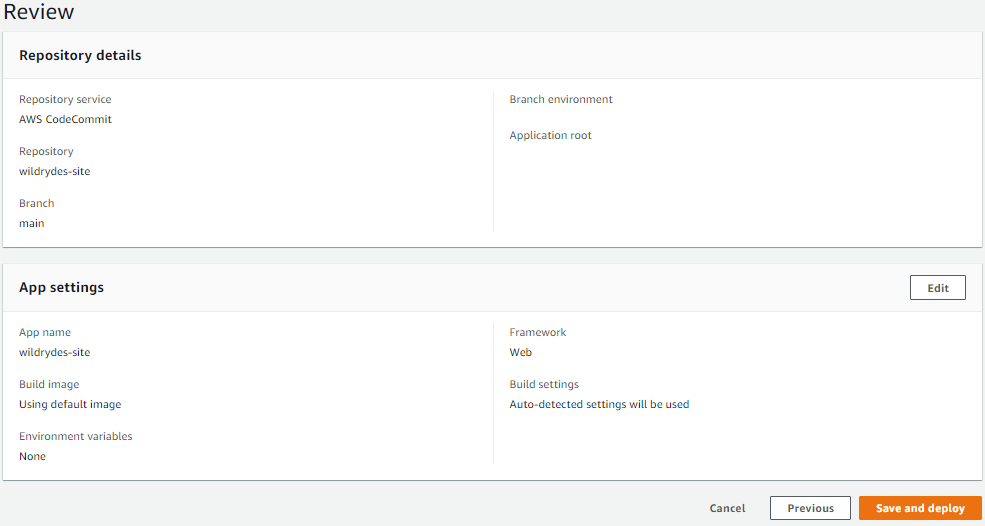 Review
Repository details
Repository service
AWS CodeCommit
Repository
wildrydes-site
Branch
main
Branch environment
Application root
App settings
Edit
App name
wildrydes-site
Build image
Using default image
Environment variables
None
Framework
Web
Build settings
Auto-detected settings will be used
Cancel
Previous
Save and deploy